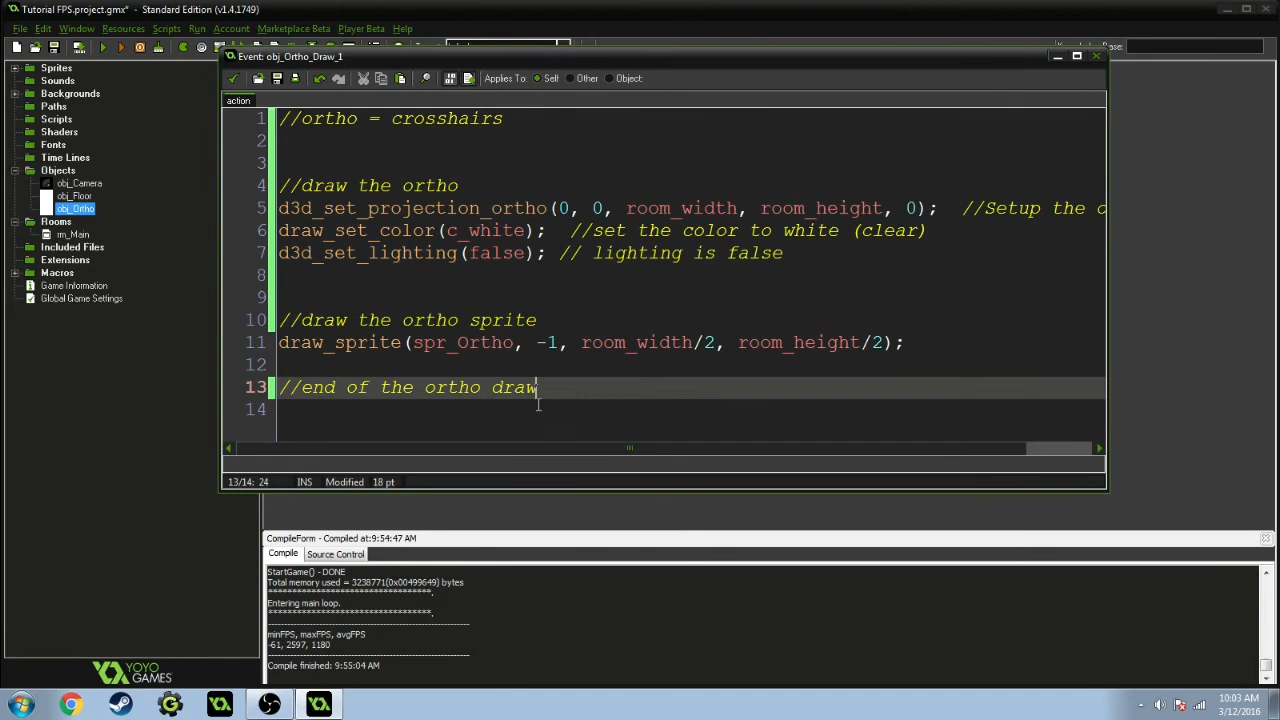 Tutorial FPS.project.gmx* - Standard Edition (v1.4.1749)
File Edit Window Resources Scripts Run Account Marketplace Beta Player Beta Help
Base:
Sprites
Sounds
Backgrounds
Paths
Scripts
Shaders
Fonts
Time Lines
Objects
obj_Camera
obj_Floor
obj_Ortho
Rooms
rm_Main
Included Files
Extensions
Macros
Game Information
Global Game Settings
YOYO
GAMES™
Event: obj_Ortho_Draw_1
Applies To: Self Other Object:
action
1 //ortho = crosshairs
2
3
4 //draw the ortho
5 d3d_set_projection_ortho(0, 0, room_width, room_height, 0); //Setup the o
6 draw_set_color(c_white); //set the color to white (clear)
7 d3d_set_lighting(false); // lighting is false
8
9
10 //draw the ortho sprite
11 draw_sprite(spr_Ortho, -1, room_width/2, room_height/2);
12
13 //end of the ortho draw
14
13/14: 24 INS Modified 18 pt
CompileForm - Compiled at:9:54:47 AM
Compile Source Control
StartGame() - DONE
Total memory used = 3238771(0x00499649) bytes
**********************************.
Entering main loop.
**********************************.
minFPS, maxFPS, avgFPS
-61, 2597, 1180
Compile finished: 9:55:04 AM
10:03 AM
3/12/2016